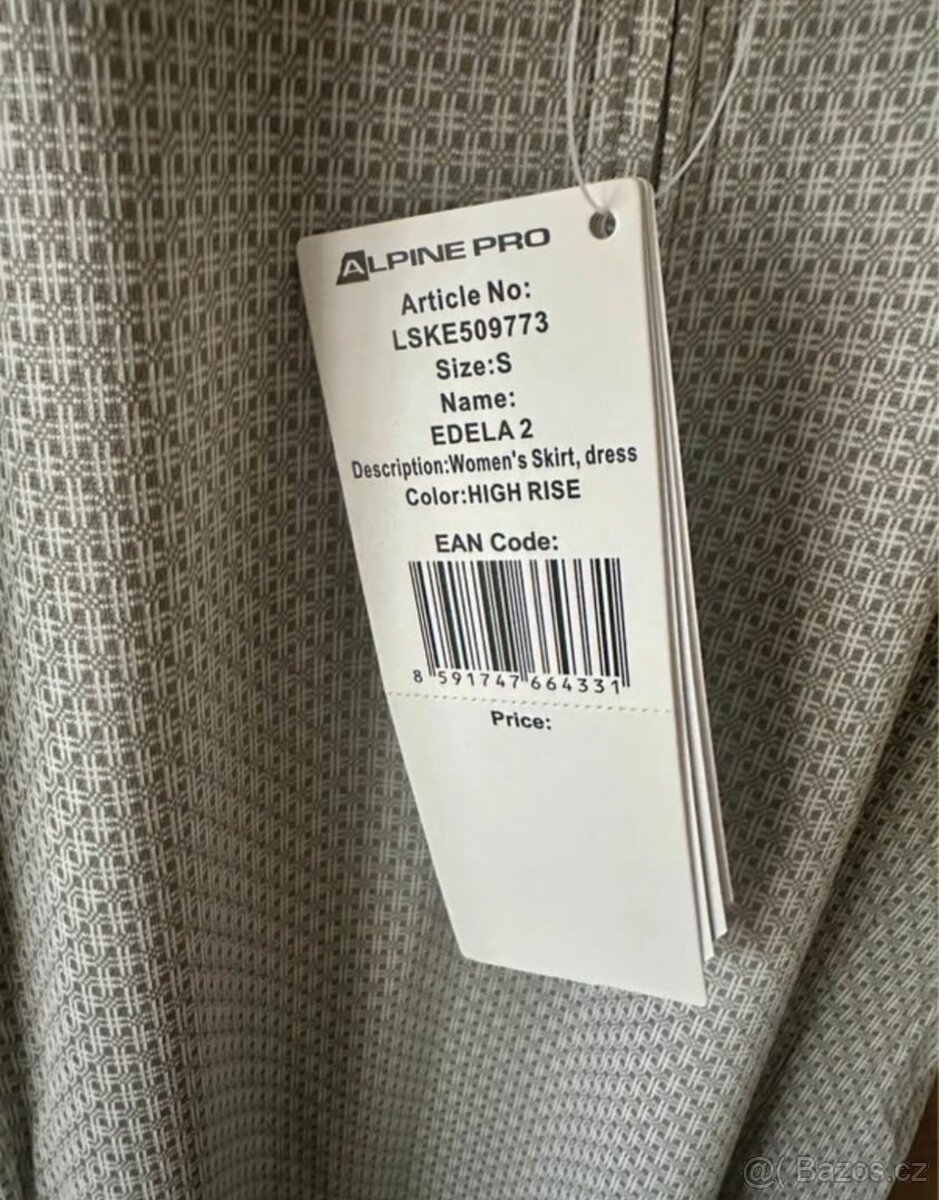 ALPINE PRO
Article No:
LSKE509773
Size:S
Name:
EDELA 2
Description:Women's Skirt, dress
Color:HIGH RISE
EAN Code:
8 591747 664331
Price:
@( Bazos.cz